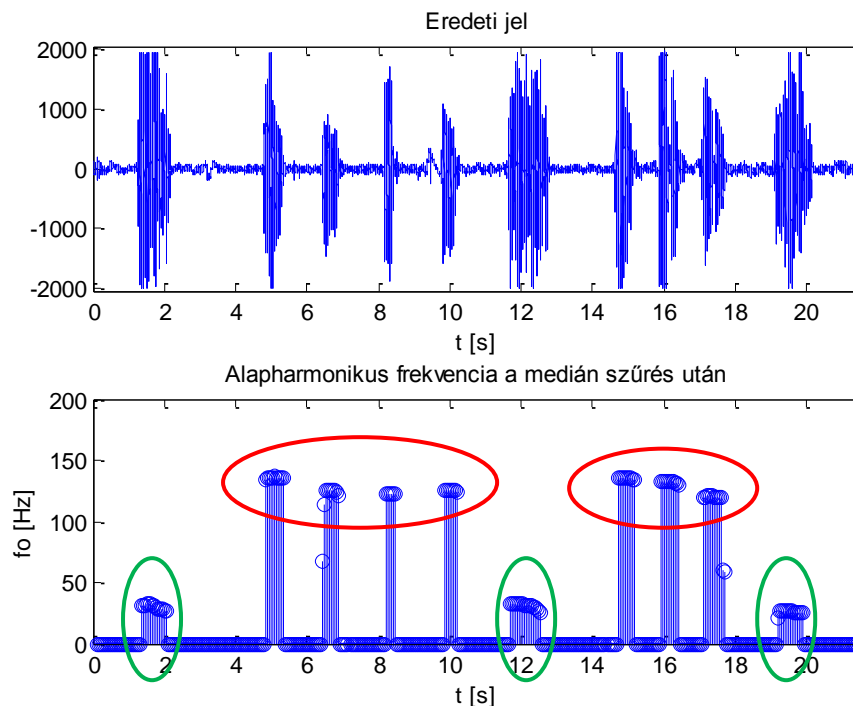 Eredeti jel
2000
1000
0
-1000
-2000
0 2 4 6 8 10 12 14 16 18 20
t [s]
Alapharmonikus frekvencia a medián szűrés után
200
150
100
50
0
fo [Hz]
0 2 4 6 8 10 12 14 16 18 20
t [s]